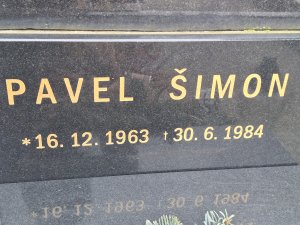 PAVEL ŠIMON
*16. 12. 1963 † 30. 6. 1984